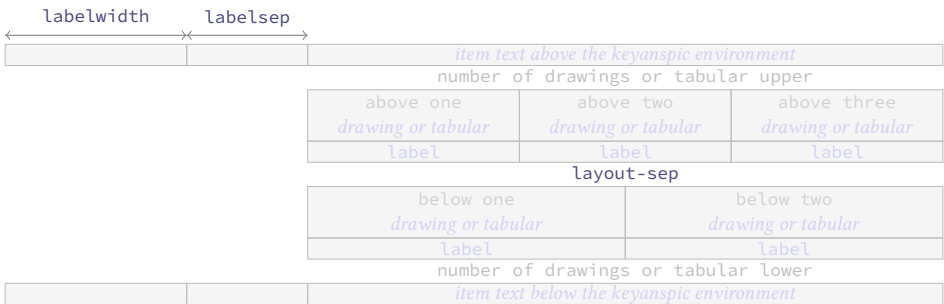 labelwidth labelsep
item text above the keyanspic environment
number of drawings or tabular upper
above one above two above three
drawing or tabular drawing or tabular drawing or tabular
label label label
layout-sep
below one below two
drawing or tabular drawing or tabular
label label
number of drawings or tabular lower
item text below the keyanspic environment